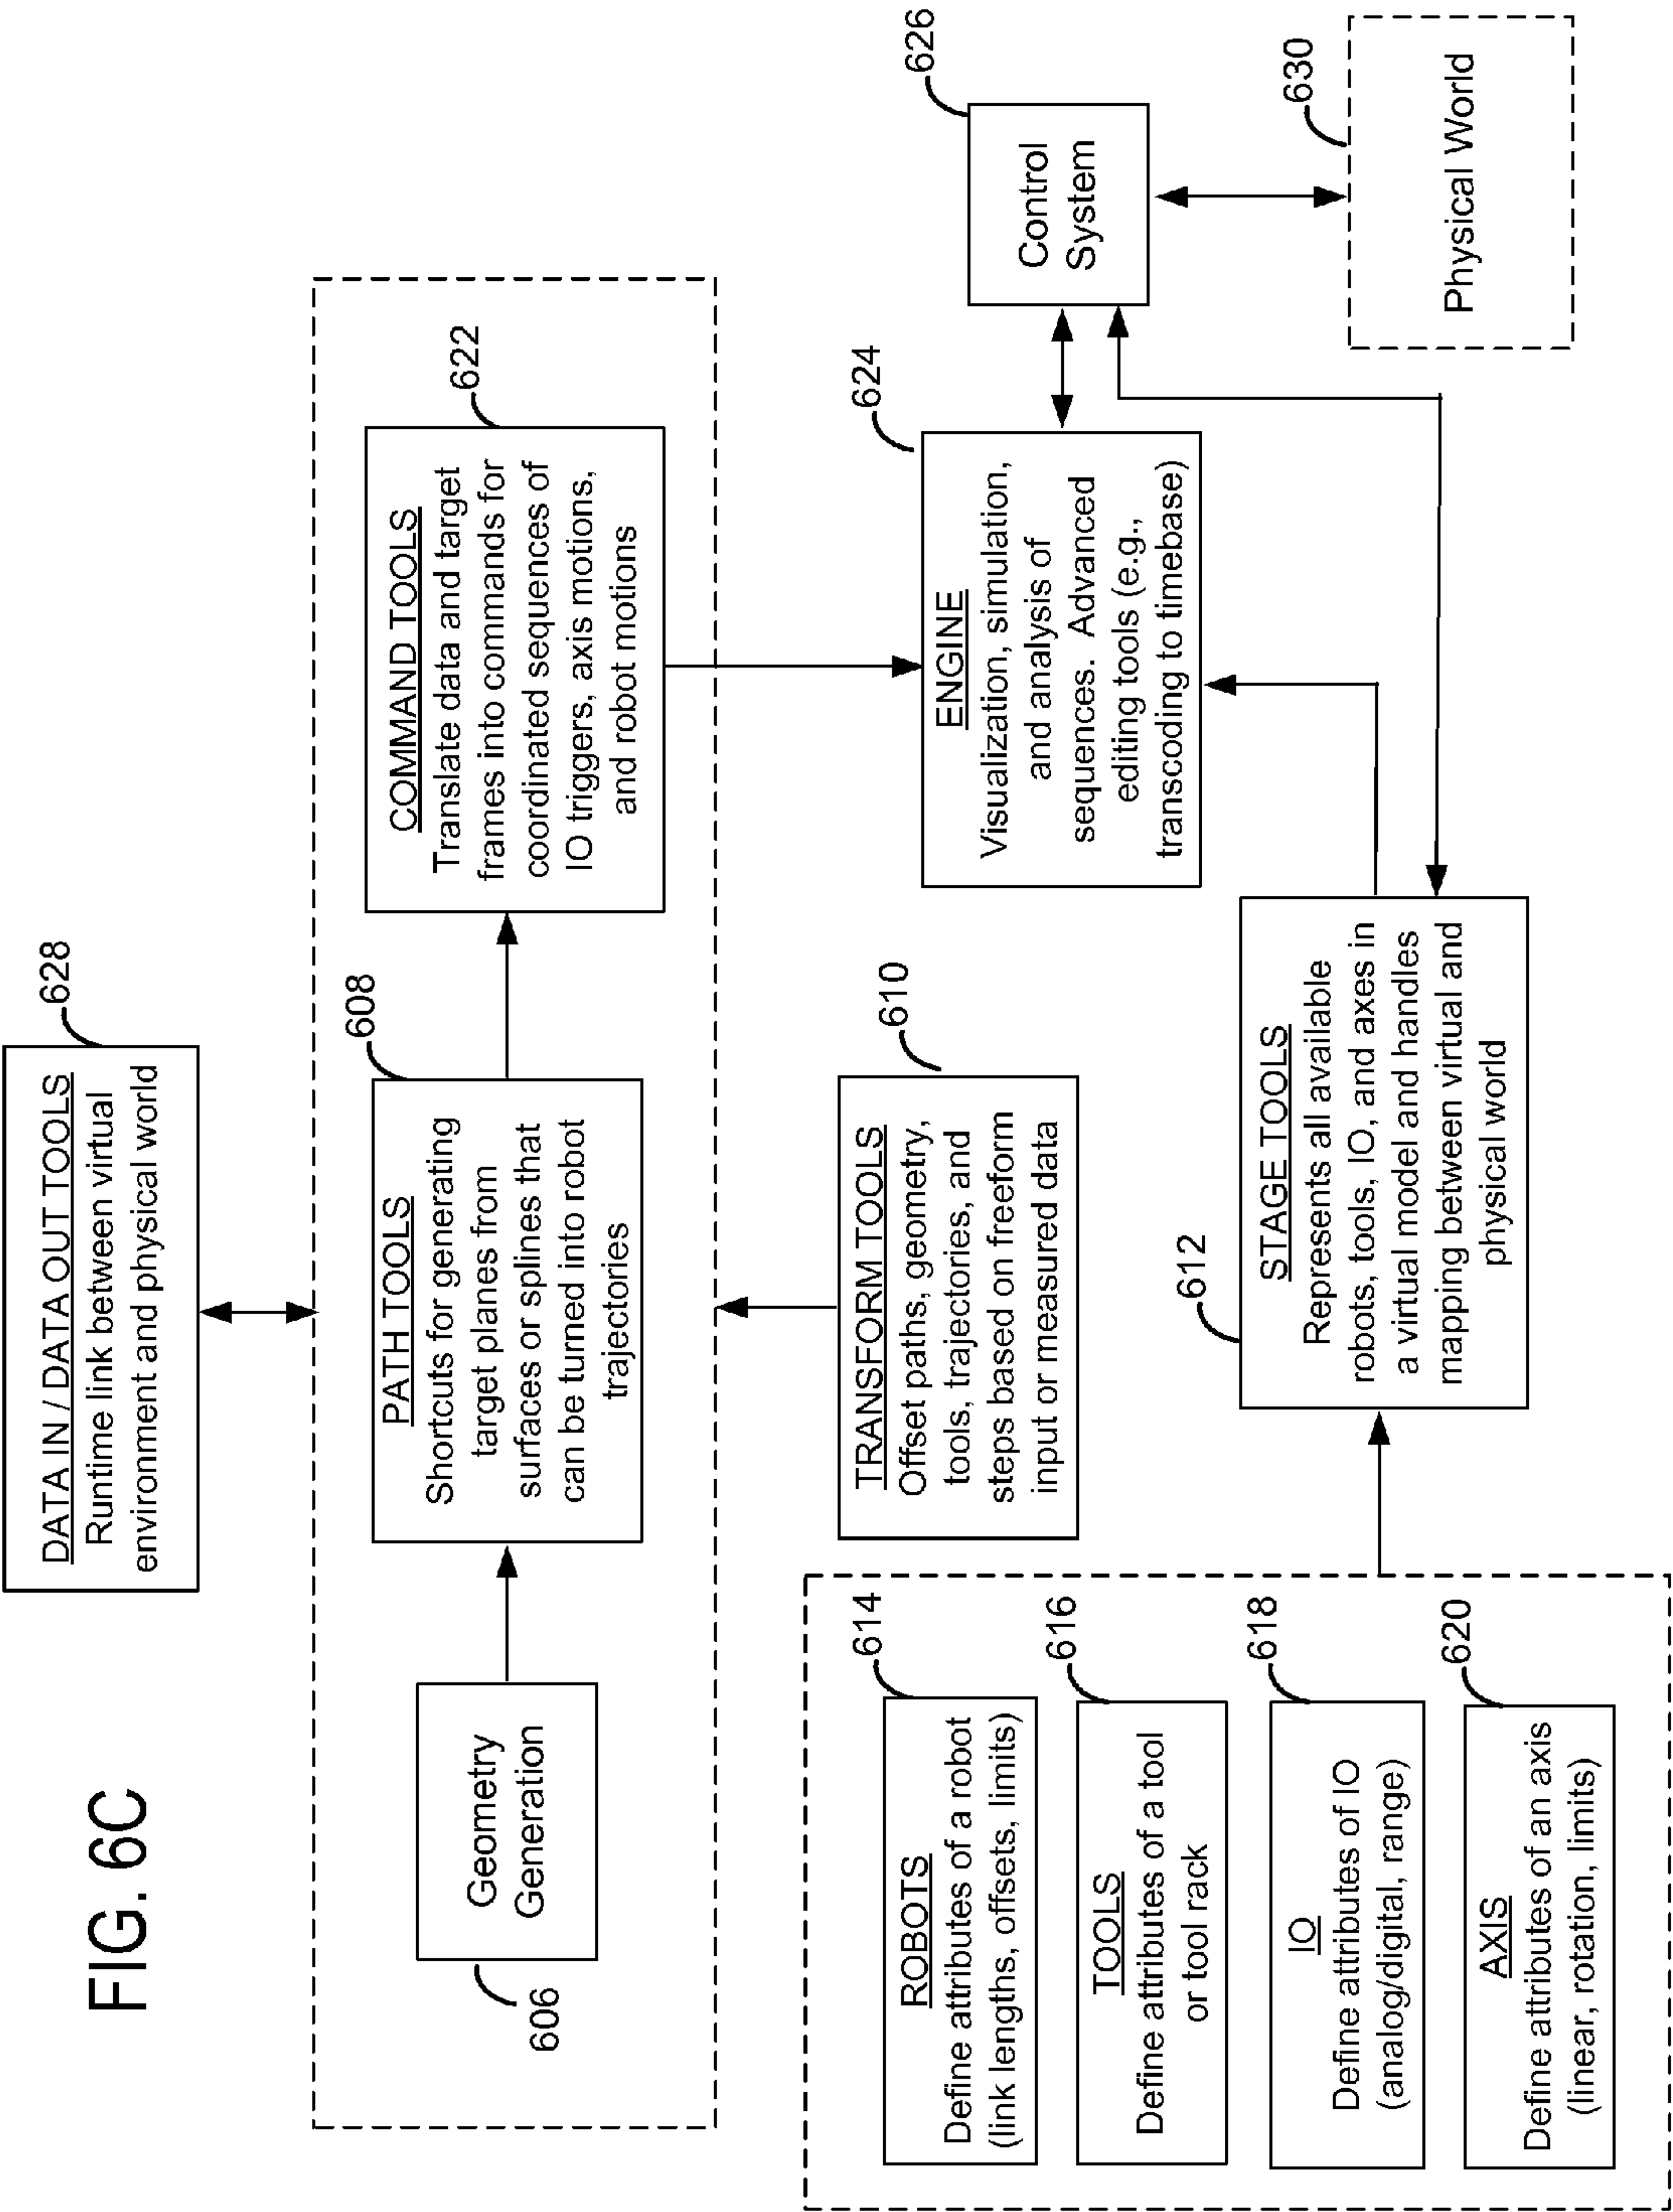 FIG. 6C
DATA IN / DATA OUT TOOLS
Runtime link between virtual
environment and physical world
628
Geometry
Generation
606
PATH TOOLS
Shortcuts for generating
target planes from
surfaces or splines that
can be turned into robot
trajectories
608
COMMAND TOOLS
Translate data and target
frames into commands for
coordinated sequences of
IO triggers, axis motions,
and robot motions
622
TRANSFORM TOOLS
Offset paths, geometry,
tools, trajectories, and
steps based on freeform
input or measured data
610
ENGINE
Visualization, simulation,
and analysis of
sequences. Advanced
editing tools (e.g.,
transcoding to timebase)
624
Control
System
626
ROBOTS
Define attributes of a robot
(link lengths, offsets, limits)
614
TOOLS
Define attributes of a tool
or tool rack
616
IO
Define attributes of IO
(analog/digital, range)
618
AXIS
Define attributes of an axis
(linear, rotation, limits)
620
STAGE TOOLS
Represents all available
robots, tools, IO, and axes in
a virtual model and handles
mapping between virtual and
physical world
612
Physical World
630